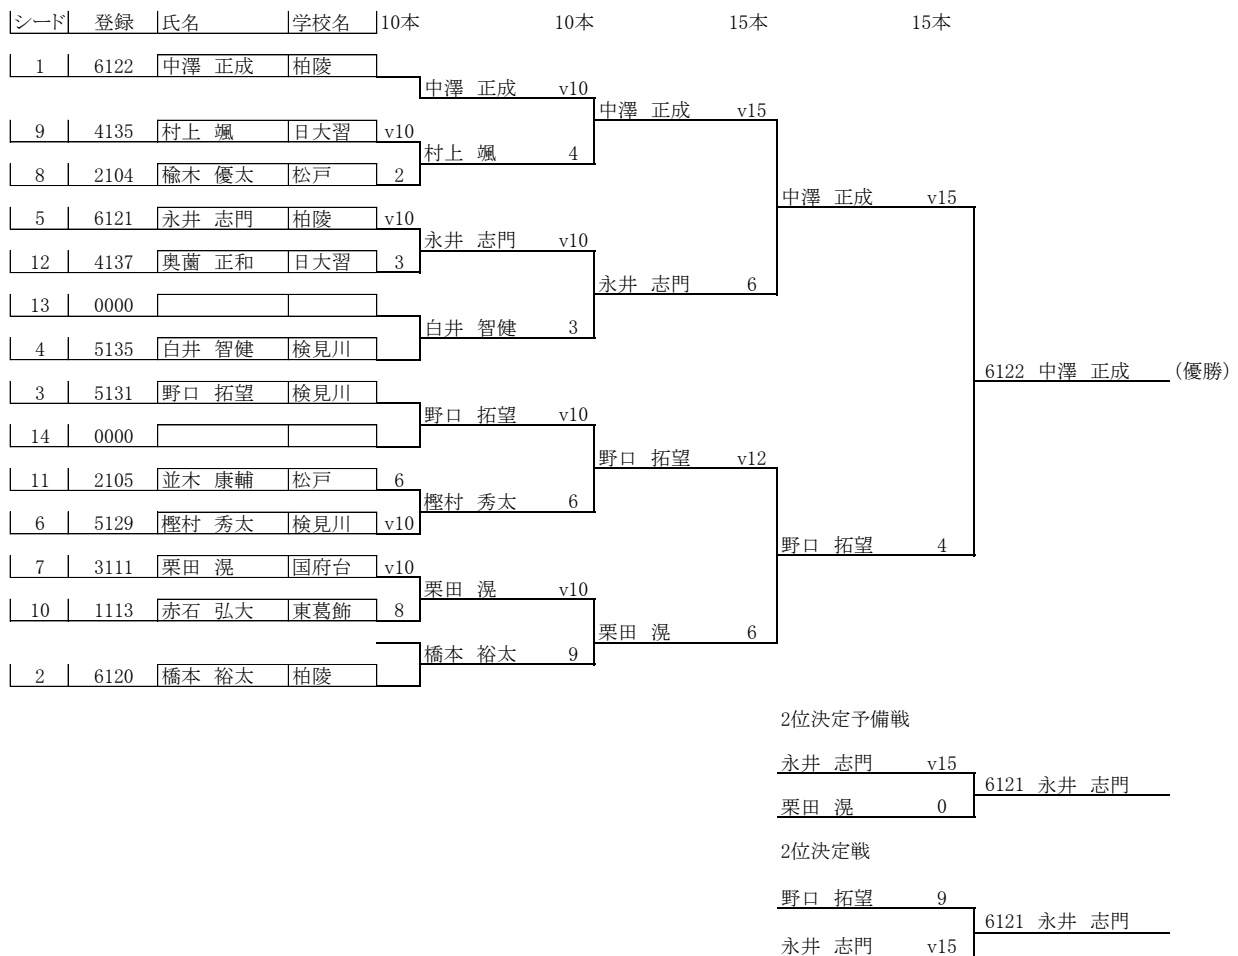 シード 登録 氏名 学校名 10本 10本 15本 15本
1 6122 中澤 正成 柏陵
中澤 正成 v10
中澤 正成 v15
9 4135 村上 颯 日大習 v10
村上 颯 4
8 2104 楡木 優太 松戸 2
中澤 正成 v15
5 6121 永井 志門 柏陵 v10
永井 志門 v10
12 4137 奥薗 正和 日大習 3
永井 志門 6
13 0000
白井 智健 3
4 5135 白井 智健 検見川
6122 中澤 正成 (優勝)
3 5131 野口 拓望 検見川
野口 拓望 v10
14 0000
野口 拓望 v12
11 2105 並木 康輔 松戸 6
樫村 秀太 6
6 5129 樫村 秀太 検見川 v10
野口 拓望 4
7 3111 栗田 滉 国府台 v10
栗田 滉 v10
10 1113 赤石 弘大 東葛飾 8
栗田 滉 6
橋本 裕太 9
2 6120 橋本 裕太 柏陵
2位決定予備戦
永井 志門 v15
6121 永井 志門
栗田 滉 0
2位決定戦
野口 拓望 9
6121 永井 志門
永井 志門 v15